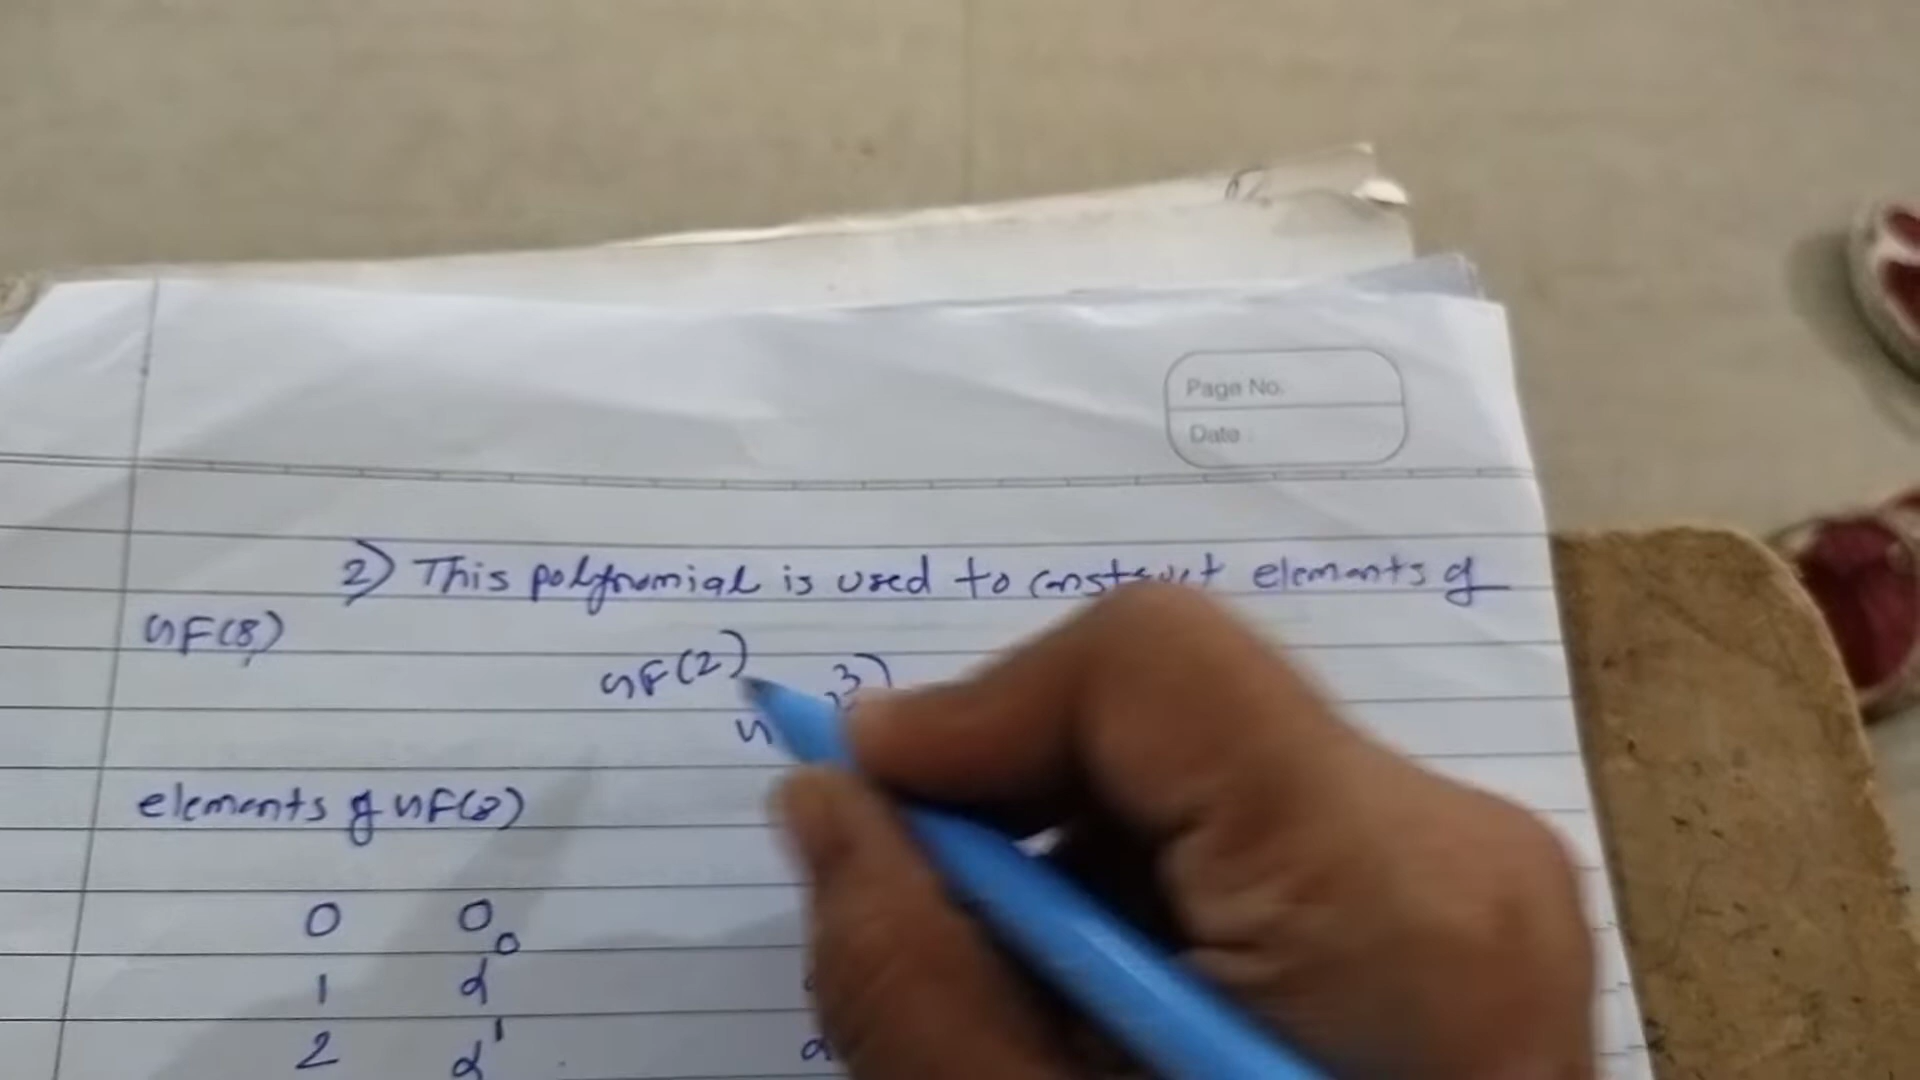 Page No.
Date
2) This polynomial is used to construct elements of
GF(8)
GF(2)
3)
elements of GF(8)
0 0
1 α⁰
2 α¹ α